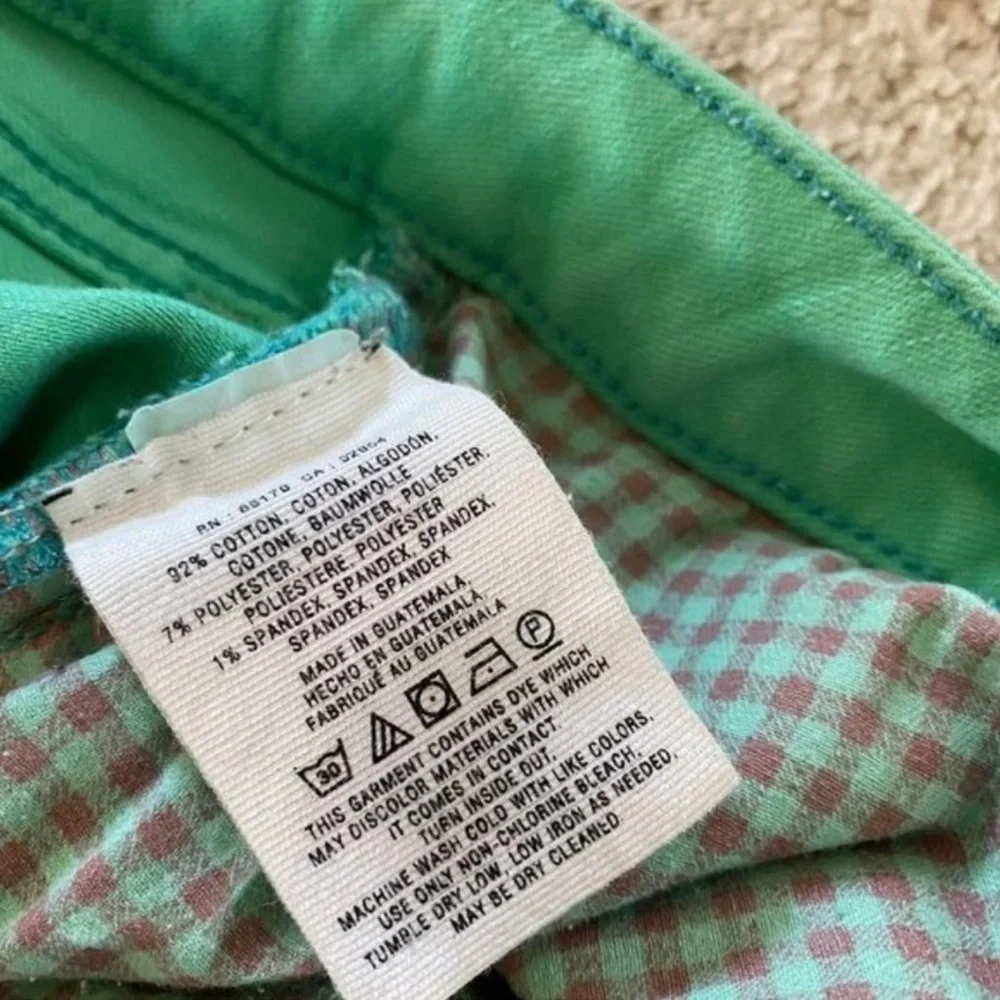 RN : 85170 CA : 32654
92% COTTON, COTON, ALGODÓN,
COTONE, BAUMWOLLE
7% POLYESTER, POLYESTER, POLIÉSTER,
POLIESTERE, POLYESTER
1% SPANDEX, SPANDEX, SPANDEX,
SPANDEX, SPANDEX
MADE IN GUATEMALA,
HECHO EN GUATEMALA,
FABRIQUÉ AU GUATEMALA
30 P
THIS GARMENT CONTAINS DYE WHICH
MAY DISCOLOR MATERIALS WITH WHICH
IT COMES IN CONTACT.
TURN INSIDE OUT.
MACHINE WASH COLD WITH LIKE COLORS.
USE ONLY NON-CHLORINE BLEACH.
TUMBLE DRY LOW, LOW IRON AS NEEDED.
MAY BE DRY CLEANED.